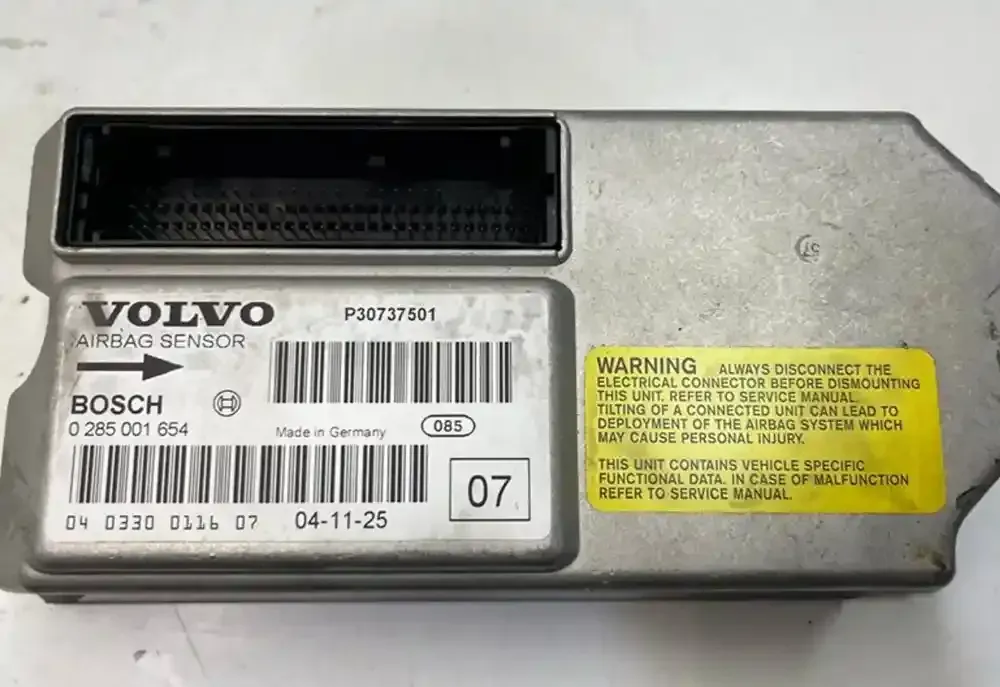 VOLVO P30737501
AIRBAG SENSOR
BOSCH
0 285 001 654
Made in Germany 085
07
04 0330 0116 07 04-11-25
57
WARNING ALWAYS DISCONNECT THE
ELECTRICAL CONNECTOR BEFORE DISMOUNTING
THIS UNIT. REFER TO SERVICE MANUAL.
TILTING OF A CONNECTED UNIT CAN LEAD TO
DEPLOYMENT OF THE AIRBAG SYSTEM WHICH
MAY CAUSE PERSONAL INJURY.
THIS UNIT CONTAINS VEHICLE SPECIFIC
FUNCTIONAL DATA. IN CASE OF MALFUNCTION
REFER TO SERVICE MANUAL.